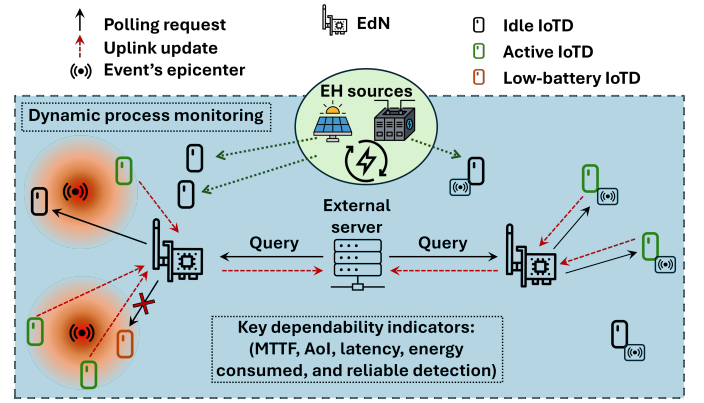 Polling request
Uplink update
Event's epicenter
EdN
Idle IoTD
Active IoTD
Low-battery IoTD
Dynamic process monitoring
EH sources
External
server
Query
Query
Key dependability indicators:
(MTTF, AoI, latency, energy
consumed, and reliable detection)